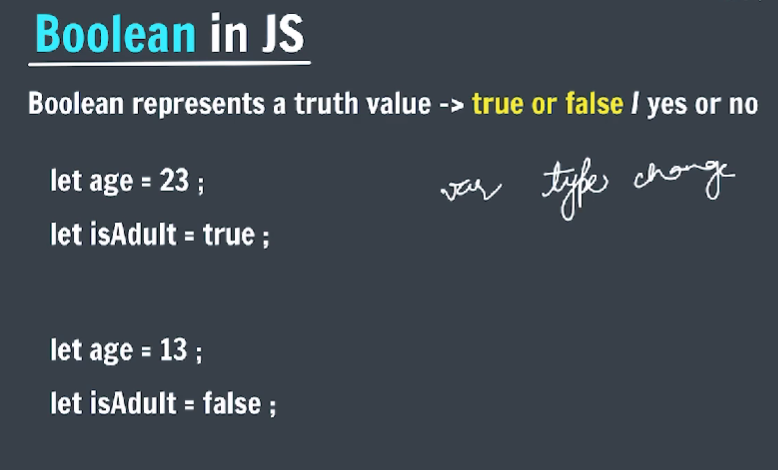 Boolean in JS
Boolean represents a truth value -> true or false / yes or no
let age = 23 ;
var type change
let isAdult = true ;
let age = 13 ;
let isAdult = false ;